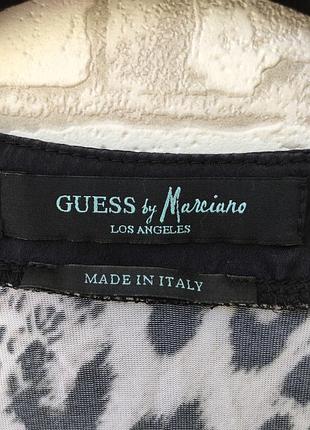 GUESS by Marciano
LOS ANGELES
MADE IN ITALY